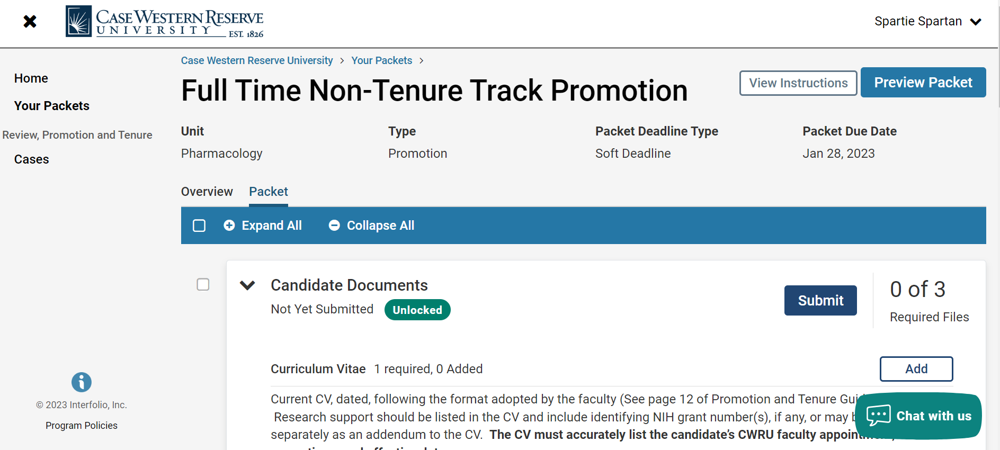 CASE WESTERN RESERVE
UNIVERSITY
EST. 1826
Spartie Spartan
Home
Your Packets
Review, Promotion and Tenure
Cases
© 2023 Interfolio, Inc.
Program Policies
Case Western Reserve University > Your Packets >
Full Time Non-Tenure Track Promotion
View Instructions
Preview Packet
Unit
Pharmacology
Type
Promotion
Packet Deadline Type
Soft Deadline
Packet Due Date
Jan 28, 2023
Overview Packet
Expand All Collapse All
Candidate Documents
Not Yet Submitted Unlocked
Submit
0 of 3
Required Files
Curriculum Vitae 1 required, 0 Added
Add
Current CV, dated, following the format adopted by the faculty (See page 12 of Promotion and Tenure
Research support should be listed in the CV and include identifying NIH grant number(s), if any, or may
separately as an addendum to the CV. The CV must accurately list the candidate’s CWRU faculty
Chat with us